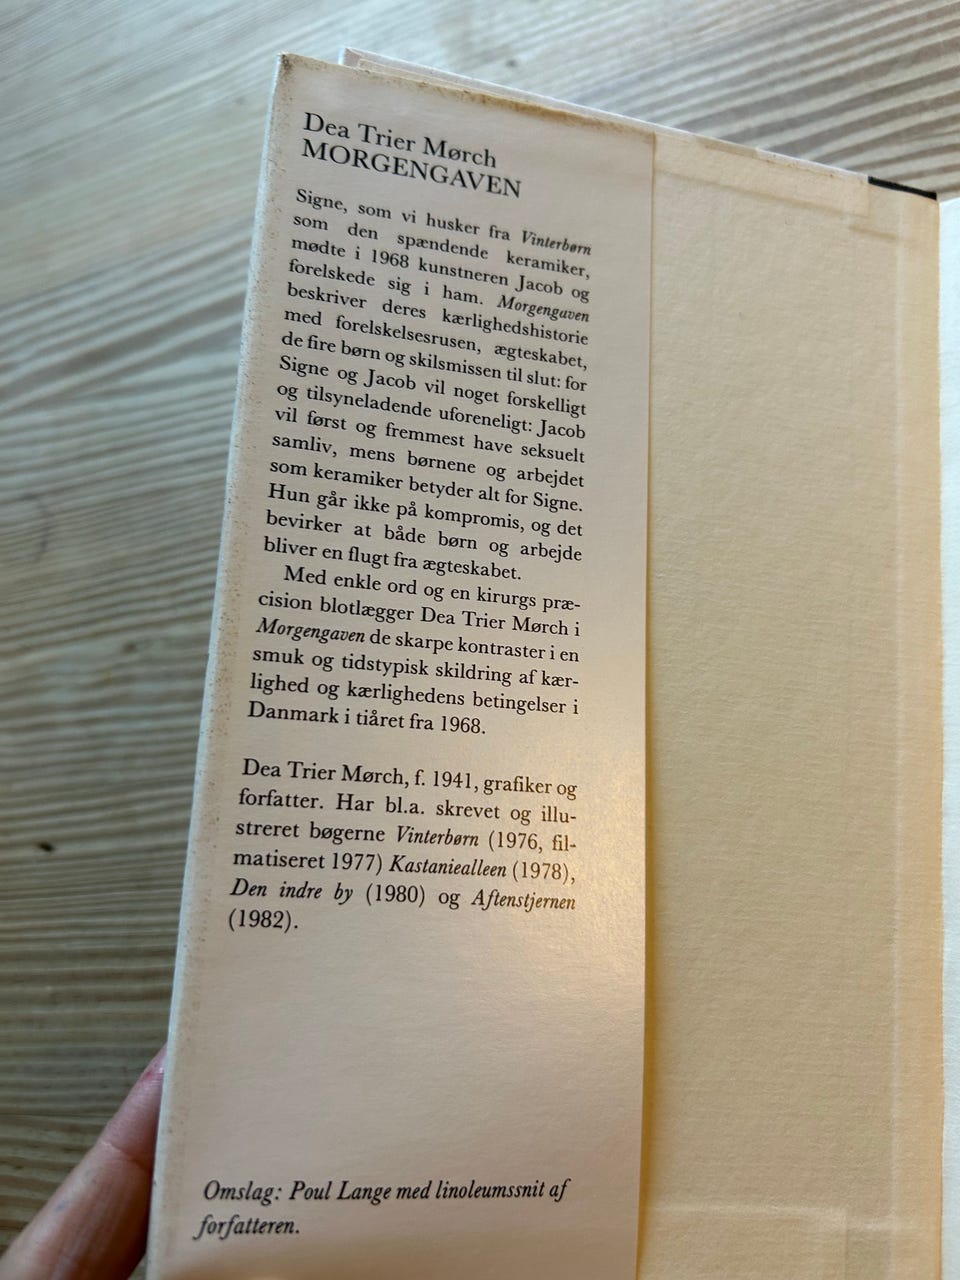 Dea Trier Mørch
MORGENGAVEN
Signe, som vi husker fra Vinterbørn
som den spændende keramiker,
mødte i 1968 kunstneren Jacob og
forelskede sig i ham. Morgengaven
beskriver deres kærlighedshistorie
med forelskelsesrusen, ægteskabet,
de fire børn og skilsmissen til slut: for
Signe og Jacob vil noget forskelligt
og tilsyneladende uforeneligt: Jacob
vil først og fremmest have seksuelt
samliv, mens børnene og arbejdet
som keramiker betyder alt for Signe.
Hun går ikke på kompromis, og det
bevirker at både børn og arbejde
bliver en flugt fra ægteskabet.
Med enkle ord og en kirurgs præ-
cision blotlægger Dea Trier Mørch i
Morgengaven de skarpe kontraster i en
smuk og tidstypisk skildring af kær-
lighed og kærlighedens betingelser i
Danmark i tiåret fra 1968.
Dea Trier Mørch, f. 1941, grafiker og
forfatter. Har bl.a. skrevet og illu-
streret bøgerne Vinterbørn (1976, fil-
matiseret 1977) Kastaniealleen (1978),
Den indre by (1980) og Aftenstjernen
(1982).
Omslag: Poul Lange med linoleumssnit af
forfatteren.